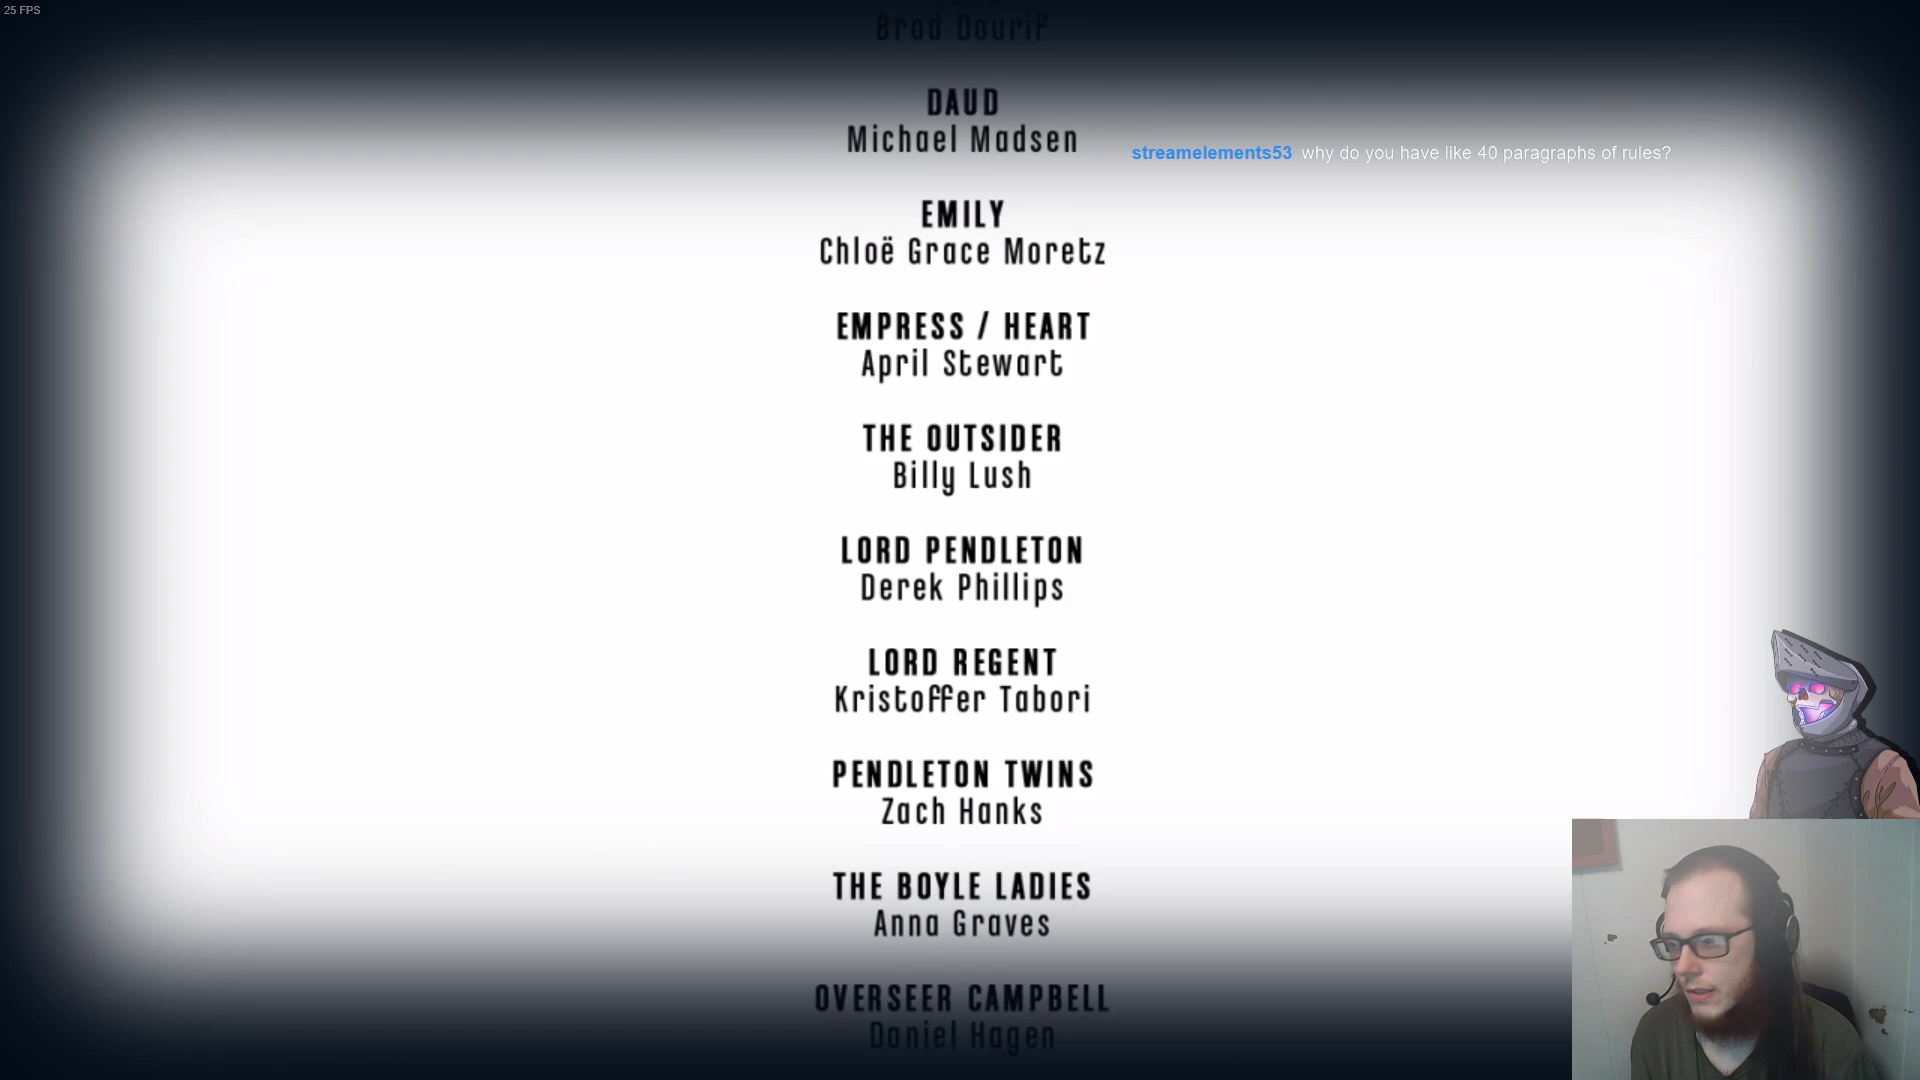 25 FPS
Brad Dourif
DAUD
Michael Madsen
streamelements53 why do you have like 40 paragraphs of rules?
EMILY
Chloë Grace Moretz
EMPRESS / HEART
April Stewart
THE OUTSIDER
Billy Lush
LORD PENDLETON
Derek Phillips
LORD REGENT
Kristoffer Tabori
PENDLETON TWINS
Zach Hanks
THE BOYLE LADIES
Anna Graves
OVERSEER CAMPBELL
Daniel Hagen